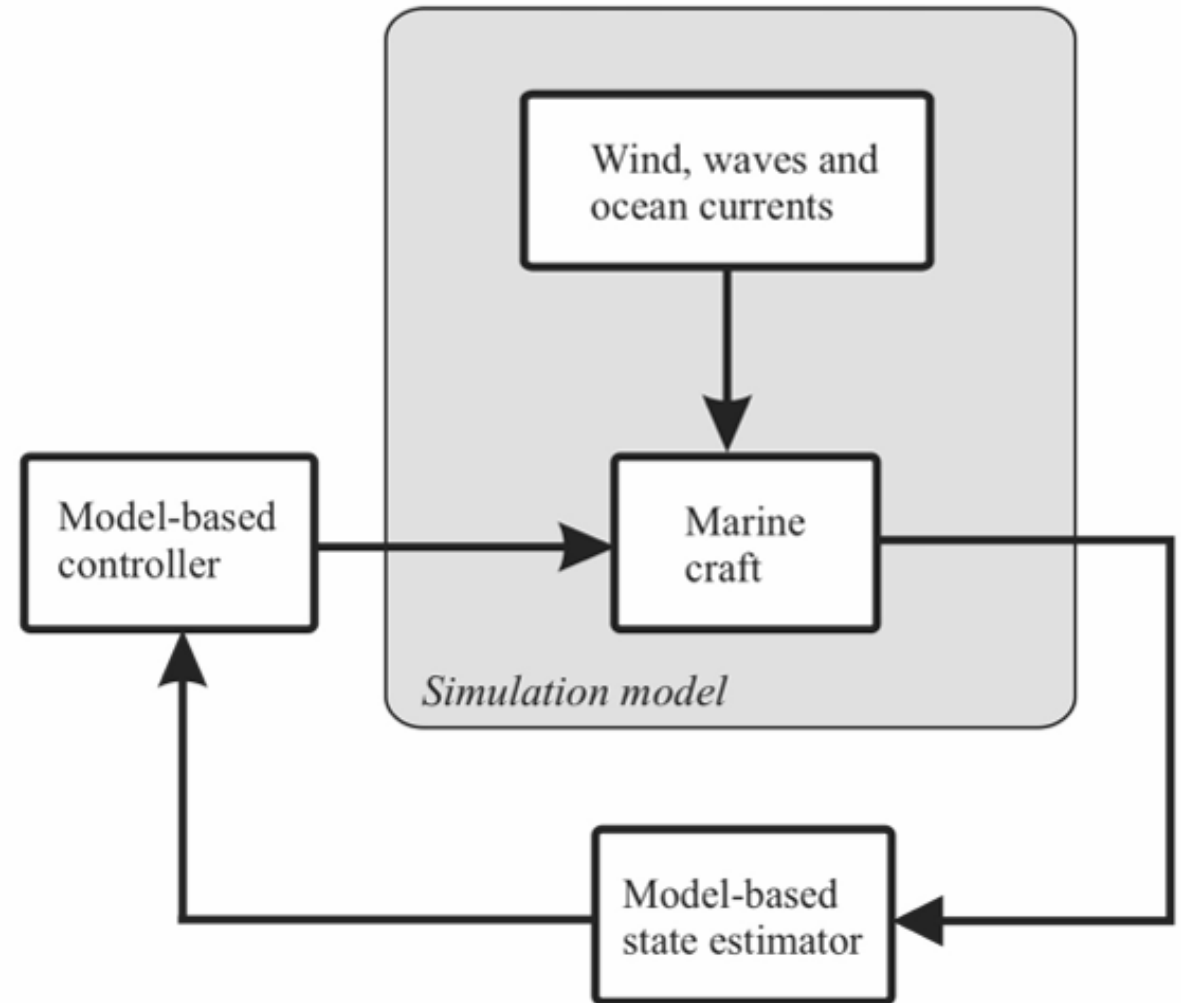 Wind, waves and
ocean currents
Model-based
controller
Marine
craft
Simulation model
Model-based
state estimator